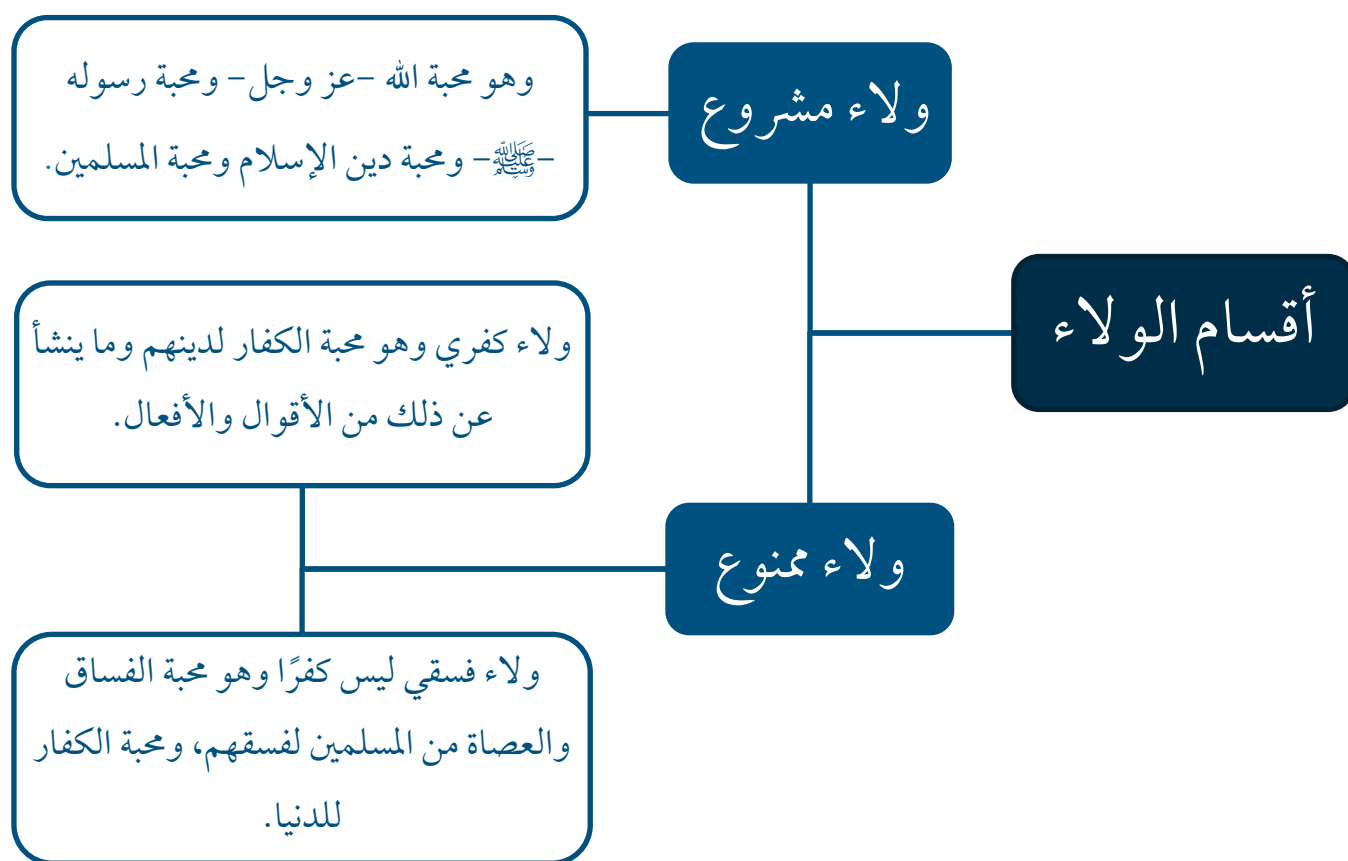 أقسام الولاء
ولاء مشروع
وهو محبة الله -عز وجل- ومحبة رسوله
-ﷺ- ومحبة دين الإسلام ومحبة المسلمين.
ولاء ممنوع
ولاء كفري وهو محبة الكفار لدينهم وما ينشأ
عن ذلك من الأقوال والأفعال.
ولاء فسقي ليس كفرًا وهو محبة الفساق
والعصاة من المسلمين لفسقهم، ومحبة الكفار
للدنيا.